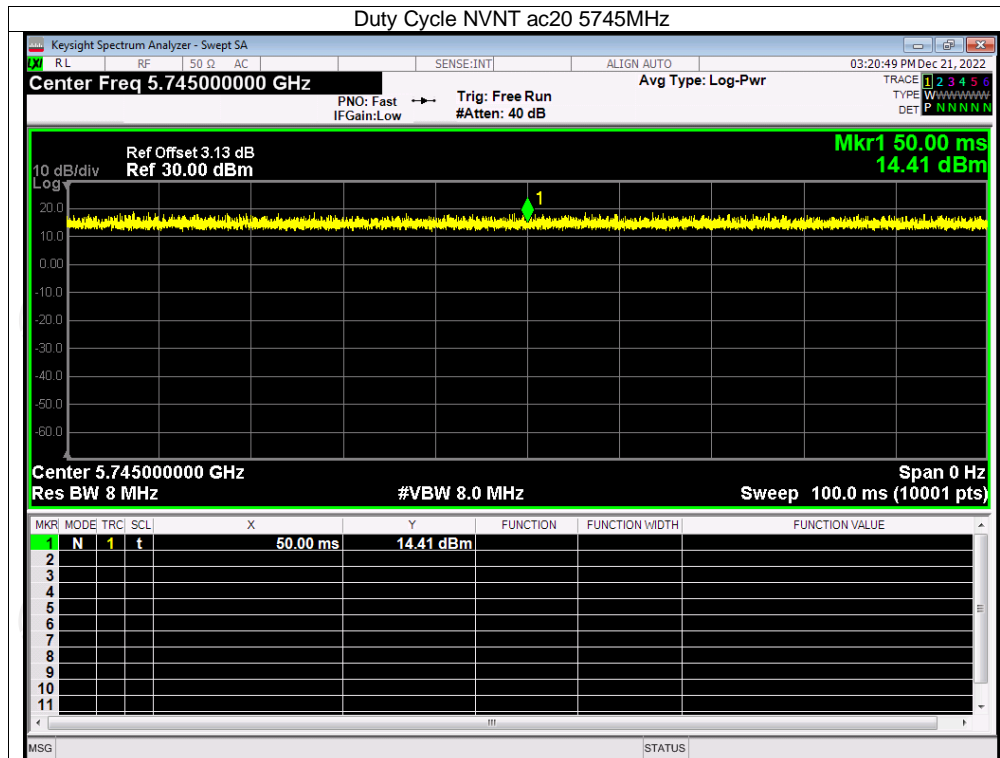 Duty Cycle NVNT ac20 5745MHz
Keysight Spectrum Analyzer - Swept SA
LXI RL RF 50 Ω AC SENSE:INT ALIGN AUTO 03:20:49 PM Dec 21, 2022
Center Freq 5.745000000 GHz Avg Type: Log-Pwr TRACE 1 2 3 4 5 6
PNO: Fast Trig: Free Run TYPE WWWWWW
IFGain:Low #Atten: 40 dB DET P N N N N N
Mkr1 50.00 ms
Ref Offset 3.13 dB
10 dB/div Ref 30.00 dBm 14.41 dBm
Log
1
20.0
10.0
0.00
-10.0
-20.0
-30.0
-40.0
-50.0
-60.0
Center 5.745000000 GHz Span 0 Hz
Res BW 8 MHz #VBW 8.0 MHz Sweep 100.0 ms (10001 pts)
MKR MODE TRC SCL X Y FUNCTION FUNCTION WIDTH FUNCTION VALUE
1 N 1 t 50.00 ms 14.41 dBm
2
3
4
5
6
7
8
9
10
11
MSG STATUS